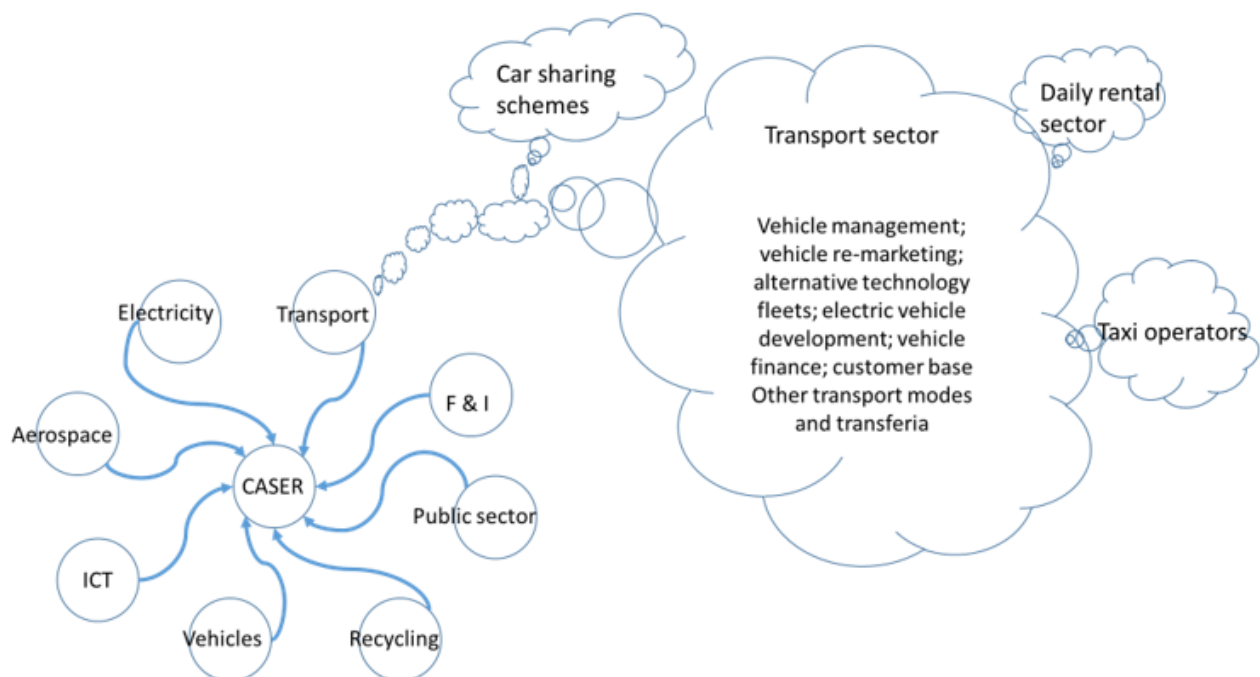 Car sharing
schemes
Transport sector
Vehicle management;
vehicle re-marketing;
alternative technology
fleets; electric vehicle
development; vehicle
finance; customer base
Other transport modes
and transferia
Daily rental
sector
Taxi operators
Electricity
Transport
F & I
Aerospace
CASER
Public sector
ICT
Vehicles
Recycling